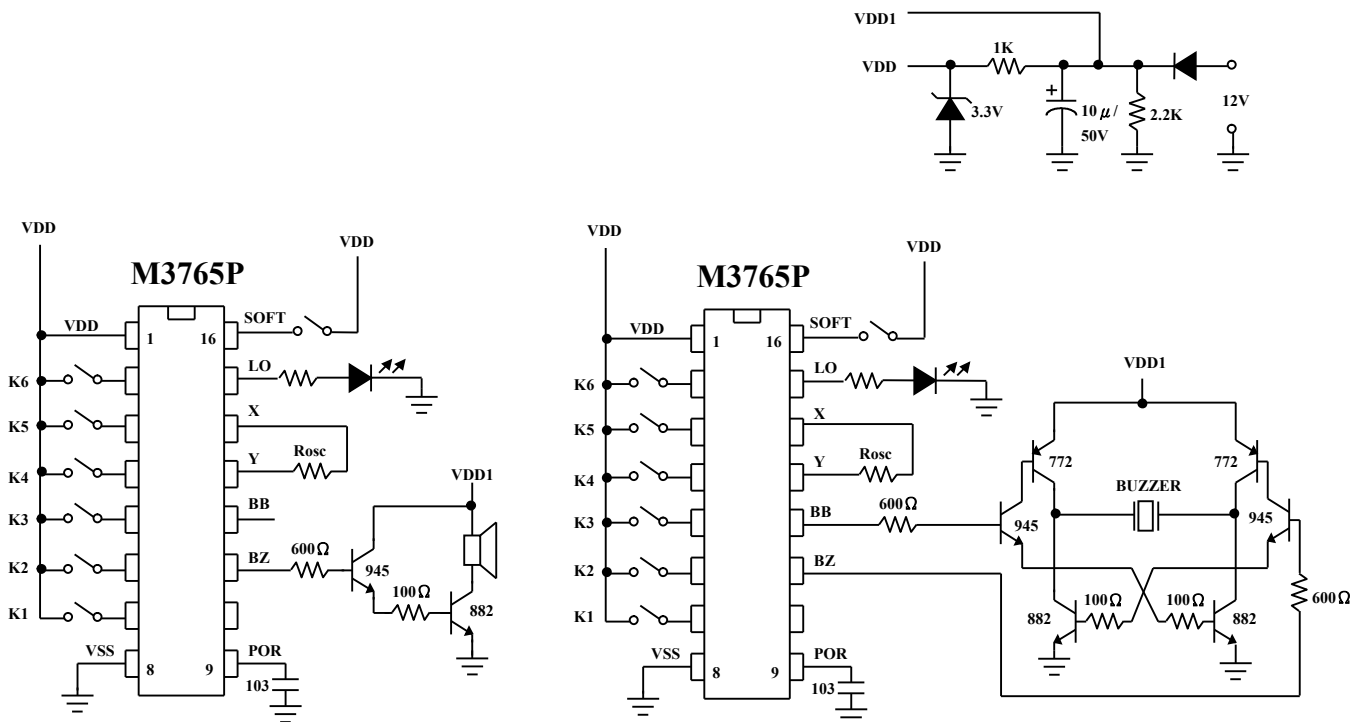 VDD1
1K
VDD
3.3V
+
10μ/
50V
2.2K
12V
VDD
VDD
M3765P
VDD
1
16
SOFT
K6
LO
K5
X
K4
Y
Rosc
K3
BB
VDD1
K2
BZ
600Ω
945
100Ω
882
K1
VSS
8
9
POR
103
VDD
VDD
M3765P
VDD
1
16
SOFT
K6
LO
K5
X
K4
Y
Rosc
K3
BB
600Ω
K2
BZ
K1
VSS
8
9
POR
103
VDD1
772
772
BUZZER
945
945
882
100Ω
100Ω
882
600Ω